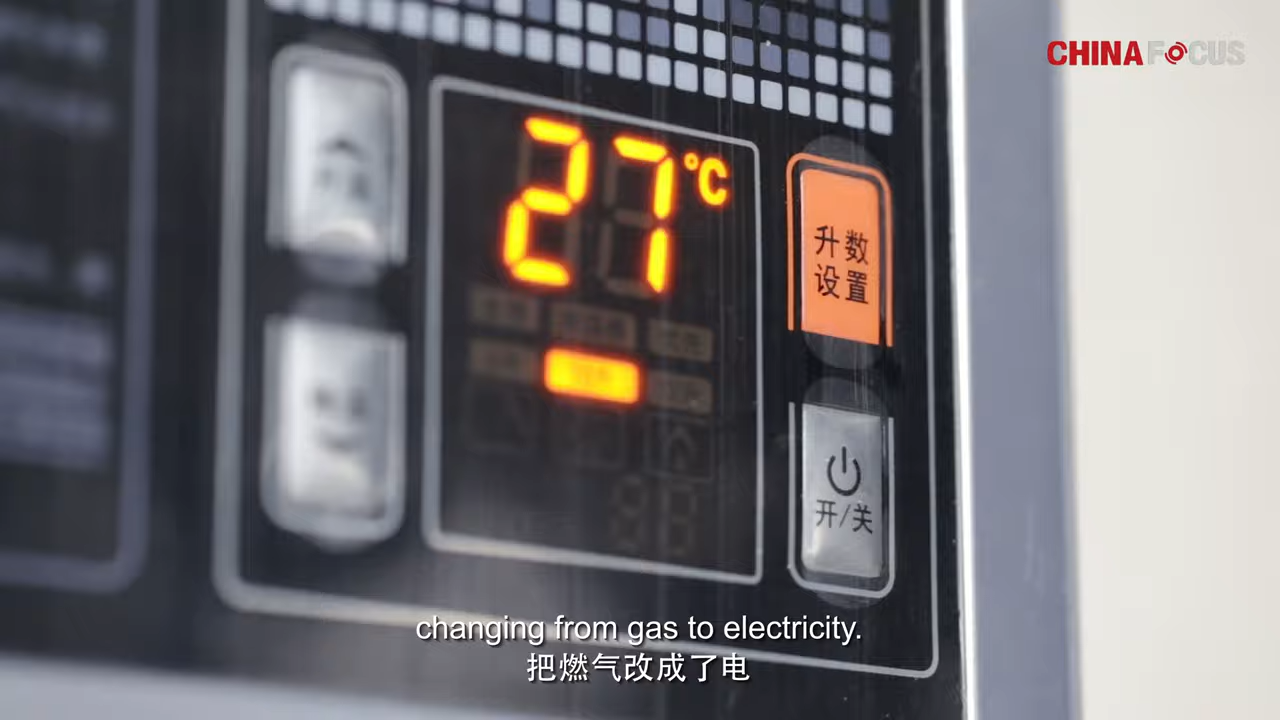 CHINA FOCUS
27°C
升数
设置
开/关
changing from gas to electricity.
把燃气改成了电